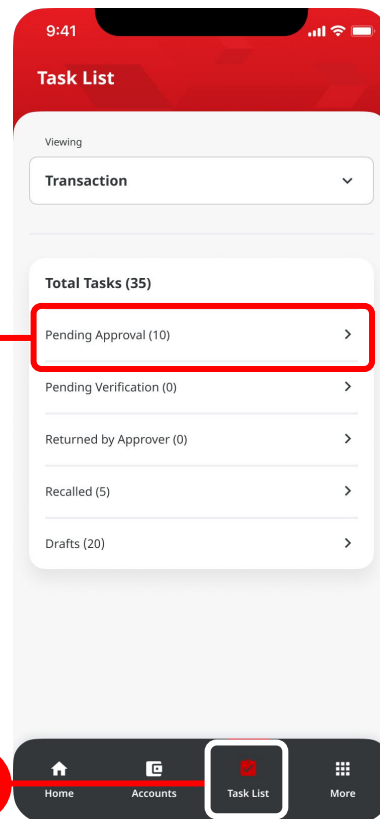 9:41
Task List
Viewing
Transaction
Total Tasks (35)
Pending Approval (10)
Pending Verification (0)
Returned by Approver (0)
Recalled (5)
Drafts (20)
Home
Accounts
Task List
More